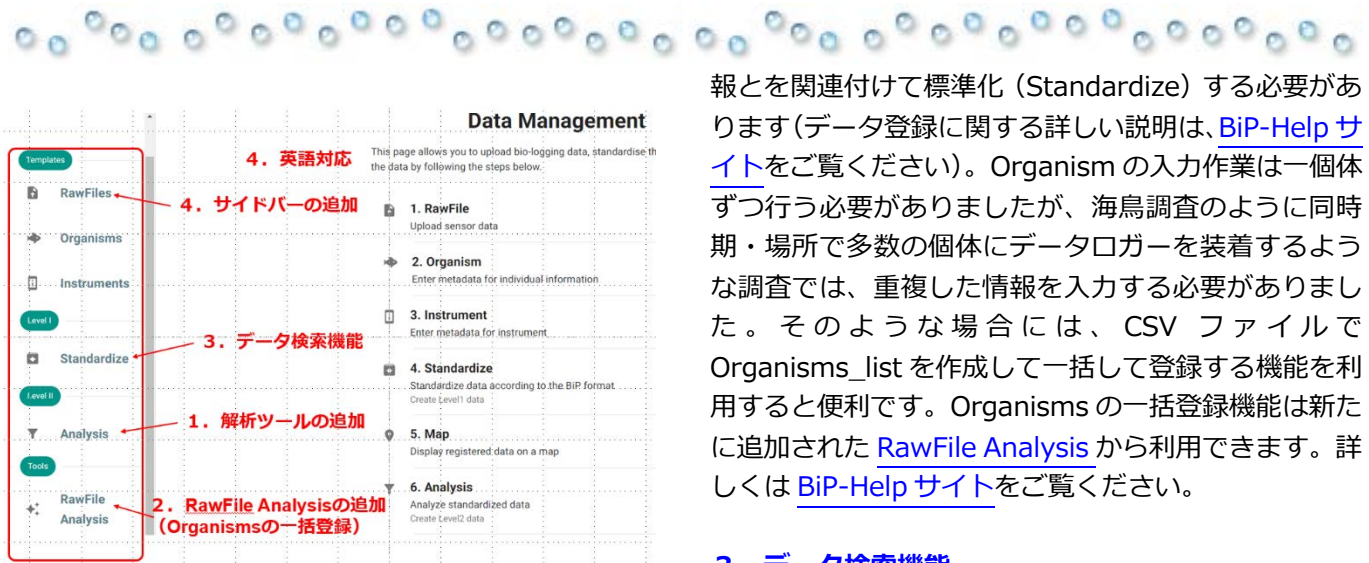 Data Management
This page allows you to upload bio-logging data, standardise th
the data by following the steps below.
4．英語対応
Templates
RawFiles
4．サイドバーの追加
Organisms
Instruments
Level I
Standardize
3．データ検索機能
Level II
Analysis
1．解析ツールの追加
Tools
RawFile
Analysis
2．RawFile Analysisの追加
（Organismsの一括登録）
1. RawFile
Upload sensor data
2. Organism
Enter metadata for individual information
3. Instrument
Enter metadata for instrument
4. Standardize
Standardize data according to the BiP format
Create Level1 data
5. Map
Display registered data on a map
6. Analysis
Analyze standardized data
Create Level2 data
報とを関連付けて標準化（Standardize）する必要があ
ります（データ登録に関する詳しい説明は、BiP-Help サ
イトをご覧ください）。Organism の入力作業は一個体
ずつ行う必要がありましたが、海鳥調査のように同時
期・場所で多数の個体にデータロガーを装着するよう
な調査では、重複した情報を入力する必要がありまし
た。そのような場合には、CSV ファイルで
Organisms_list を作成して一括して登録する機能を利
用すると便利です。Organisms の一括登録機能は新た
に追加された RawFile Analysis から利用できます。詳
しくは BiP-Help サイトをご覧ください。
3．データ検索機能